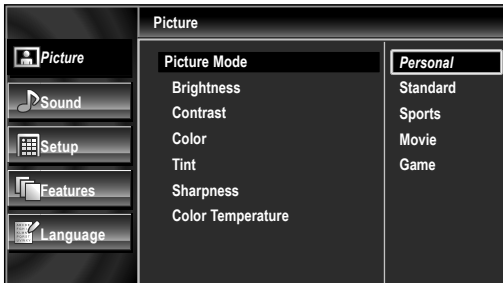 Picture
Picture
Sound
Setup
Features
Language
Picture Mode
Brightness
Contrast
Color
Tint
Sharpness
Color Temperature
Personal
Standard
Sports
Movie
Game